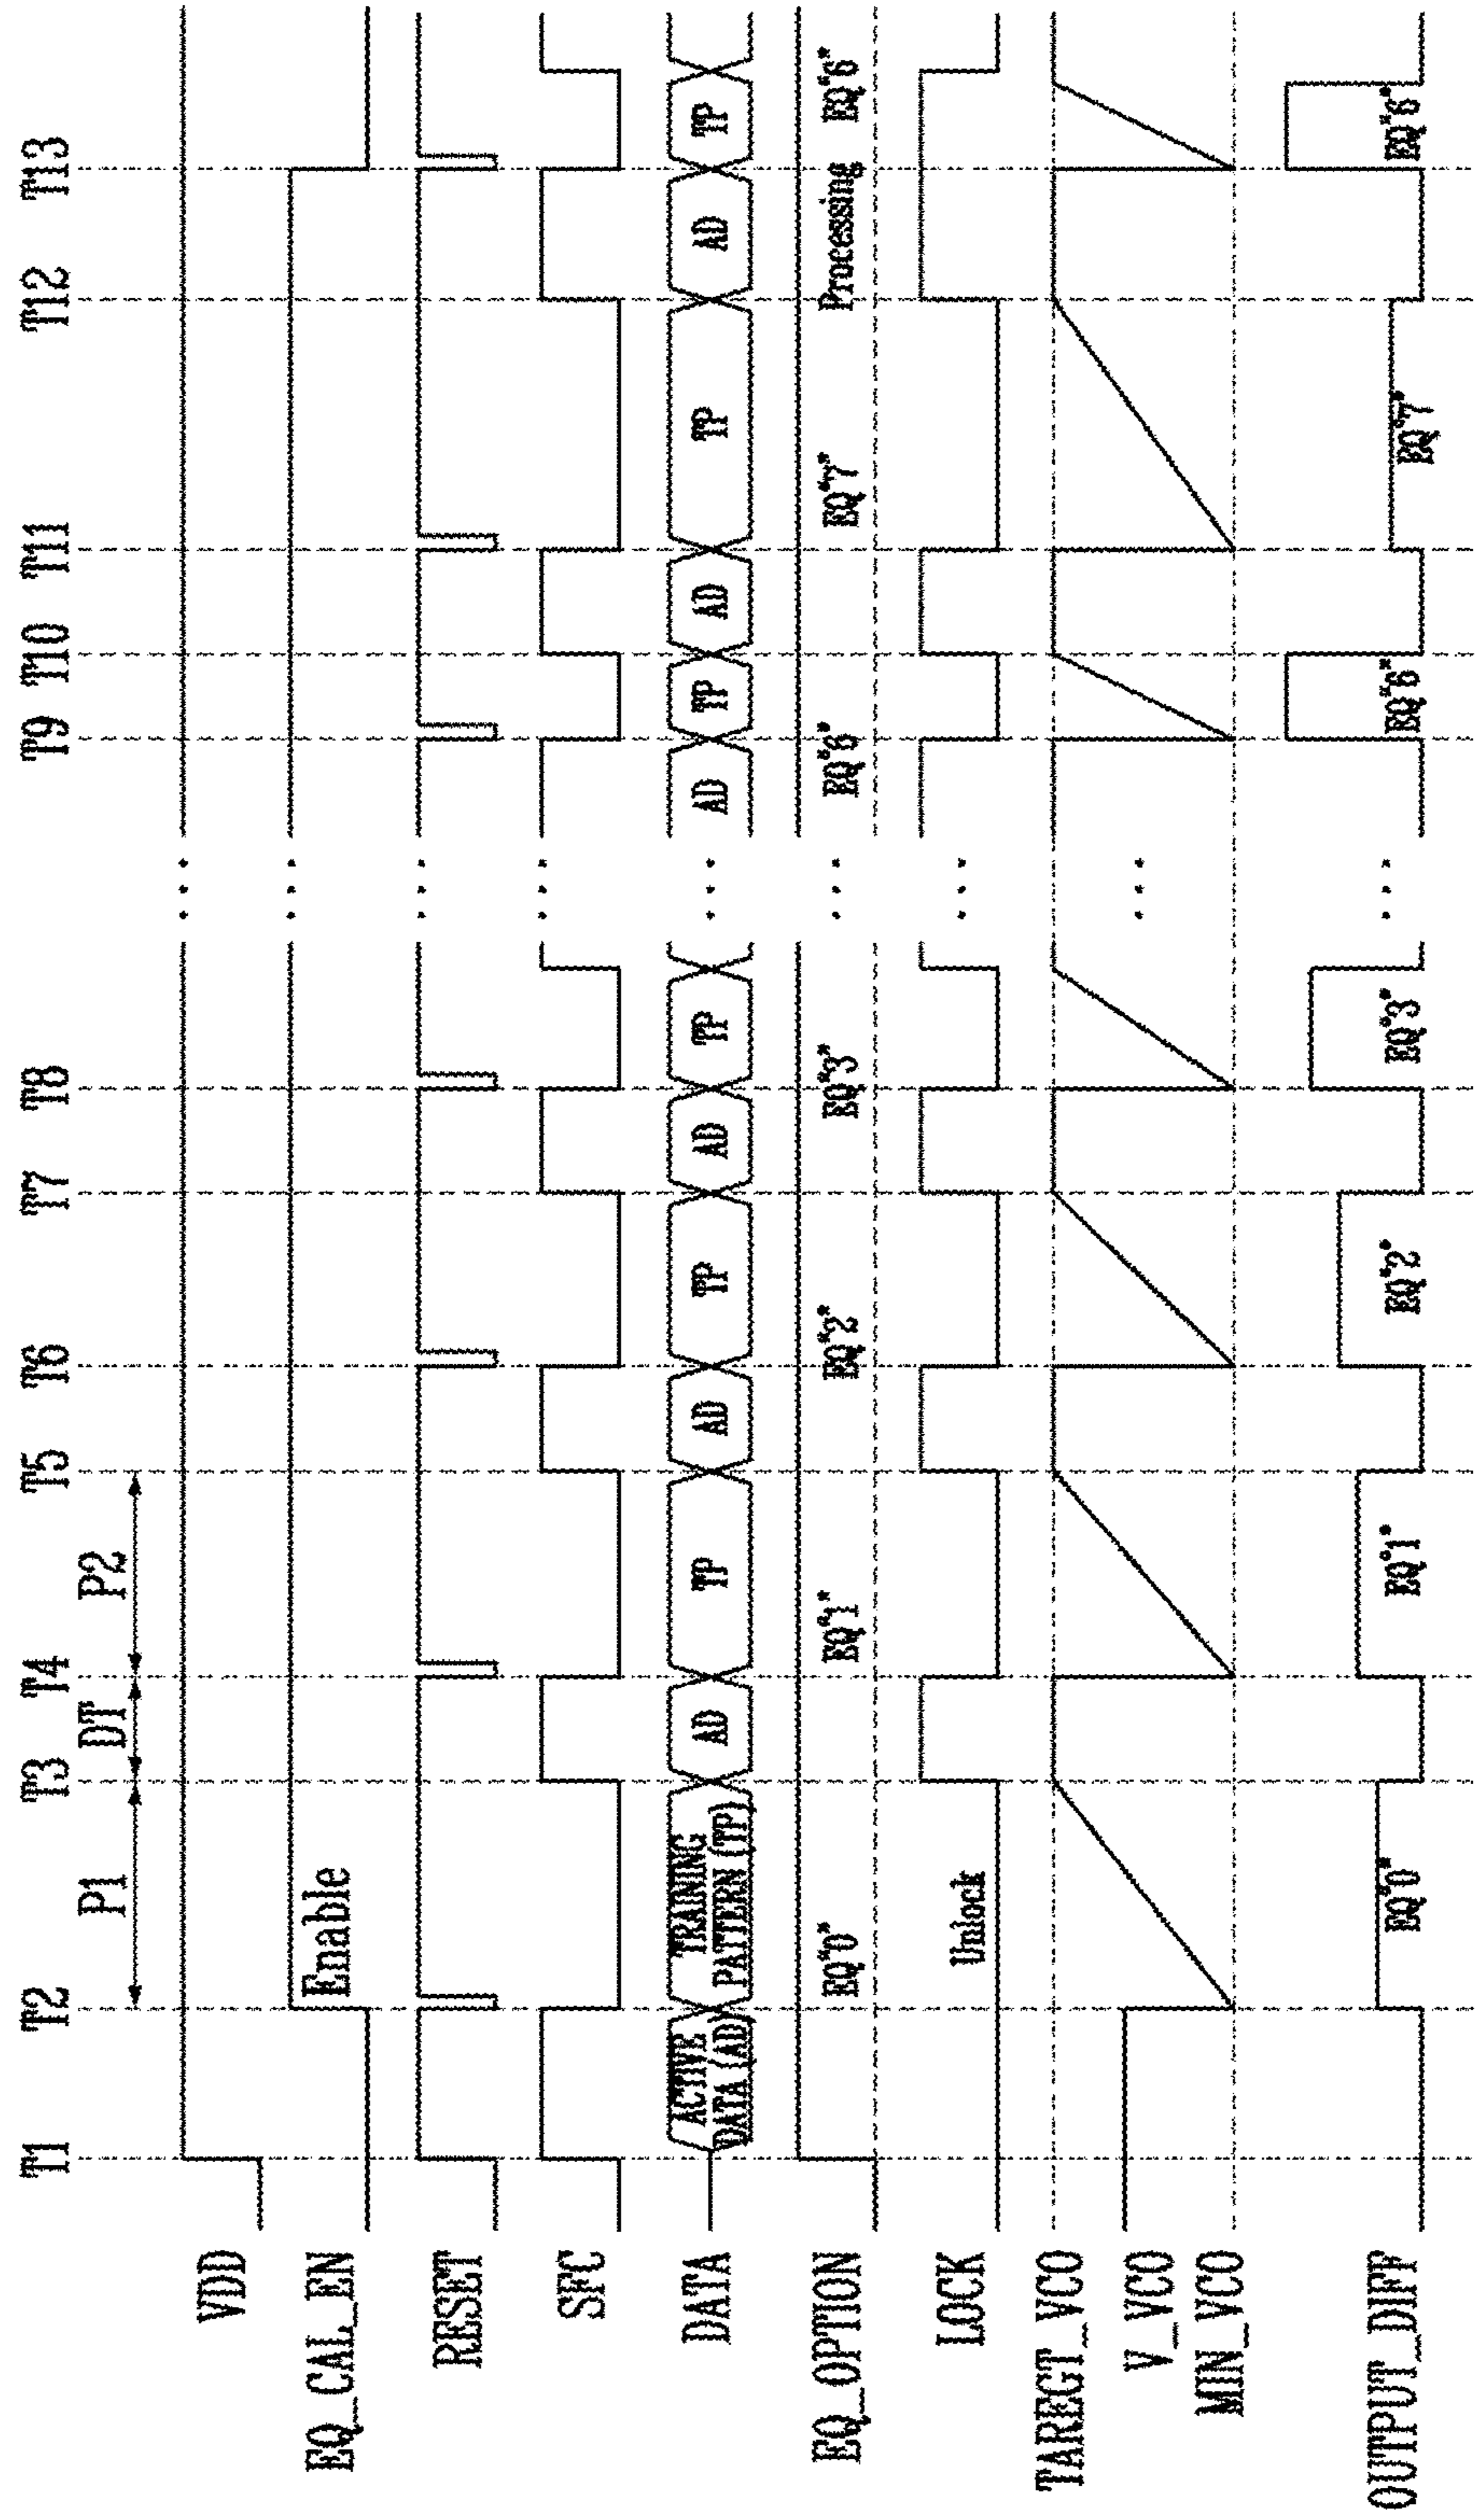 T1 T2 T3 T4 T5 T6 T7 T8 T9 T10 T11 T12 T13
P1 DT P2
VDD
EQ_CAL_EN Enable
RESET
SFC
DATA ACTIVE DATA (AD) TRAINING PATTERN (TP) AD TP AD TP AD TP AD TP AD TP AD TP
EQ_OPTION EQ"0" EQ"1" EQ"2" EQ"3" EQ"6" EQ"7" Processing EQ"6"
LOCK Unlock
TAREGT_VCO
V_VCO
MIN_VCO
OUTPUT_DIFF EQ"0" EQ"1" EQ"2" EQ"3" EQ"6" EQ"7" EQ"6"